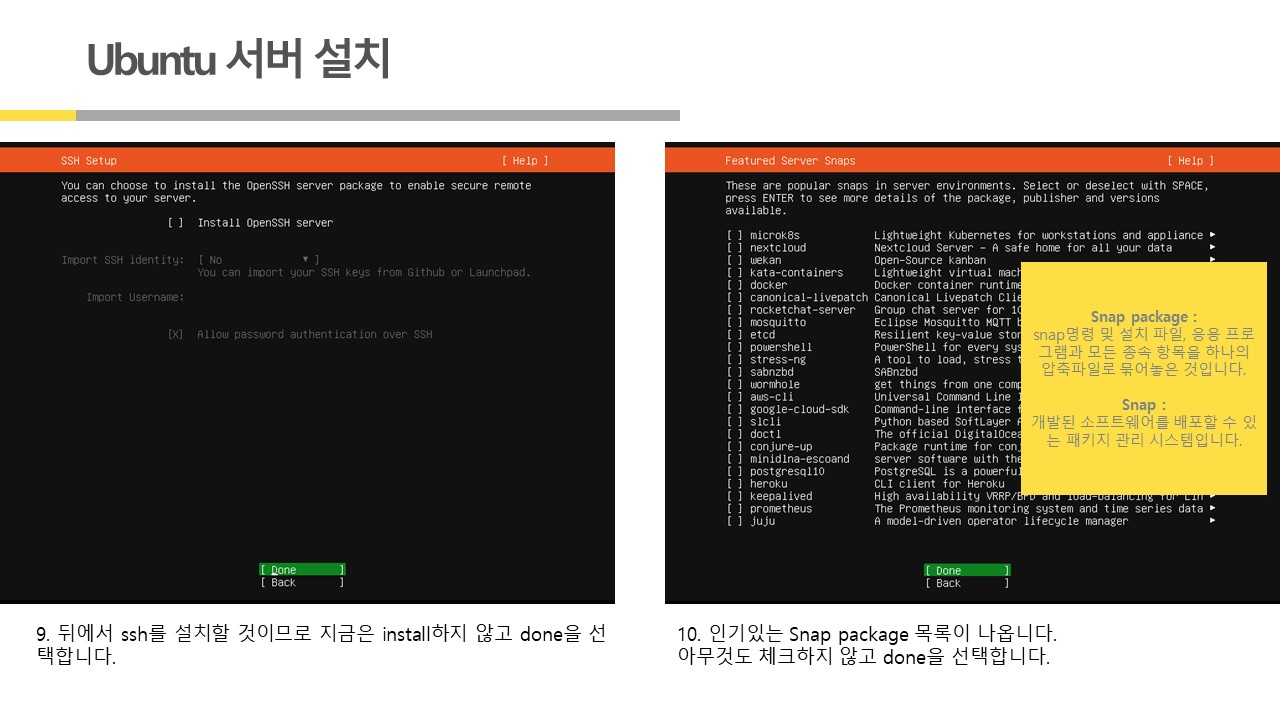 Ubuntu 서버 설치
SSH Setup [ Help ]
You can choose to install the OpenSSH server package to enable secure remote
access to your server.
[ ] Install OpenSSH server
Import SSH identity: [ No ▾ ]
You can import your SSH keys from Github or Launchpad.
Import Username:
[X] Allow password authentication over SSH
[ Done ]
[ Back ]
9. 뒤에서 ssh를 설치할 것이므로 지금은 install하지 않고 done을 선
택합니다.
Featured Server Snaps [ Help ]
These are popular snaps in server environments. Select or deselect with SPACE,
press ENTER to see more details of the package, publisher and versions
available.
[ ] microk8s Lightweight Kubernetes for workstations and appliance ▸
[ ] nextcloud Nextcloud Server - A safe home for all your data ▸
[ ] wekan Open-Source kanban ▸
[ ] kata-containers Lightweight virtual
[ ] docker Docker container runtime
[ ] canonical-livepatch Canonical Livepatch
[ ] rocketchat-server Group chat server for
[ ] mosquitto Eclipse Mosquitto MQTT
[ ] etcd Resilient key-value
[ ] powershell PowerShell for every
[ ] stress-ng A tool to load, stress
[ ] sabnzbd SABnzbd
[ ] wormhole get things from one
[ ] aws-cli Universal Command Line
[ ] google-cloud-sdk Command-line interface
[ ] slcli Python based SoftLayer
[ ] doctl The official
[ ] conjure-up Package runtime for
[ ] minidlna-escoand server software with the
[ ] postgresql10 PostgreSQL is a
[ ] heroku CLI client for Heroku
[ ] keepalived High availability VRRP/BFD and load-balancing for Lin ▸
[ ] prometheus The Prometheus monitoring system and time series data ▸
[ ] juju A model-driven operator lifecycle manager ▸
[ Done ]
[ Back ]
Snap package :
snap명령 및 설치 파일, 응용 프로
그램과 모든 종속 항목을 하나의
압축파일로 묶어놓은 것입니다.
Snap :
개발된 소프트웨어를 배포할 수 있
는 패키지 관리 시스템입니다.
10. 인기있는 Snap package 목록이 나옵니다.
아무것도 체크하지 않고 done을 선택합니다.